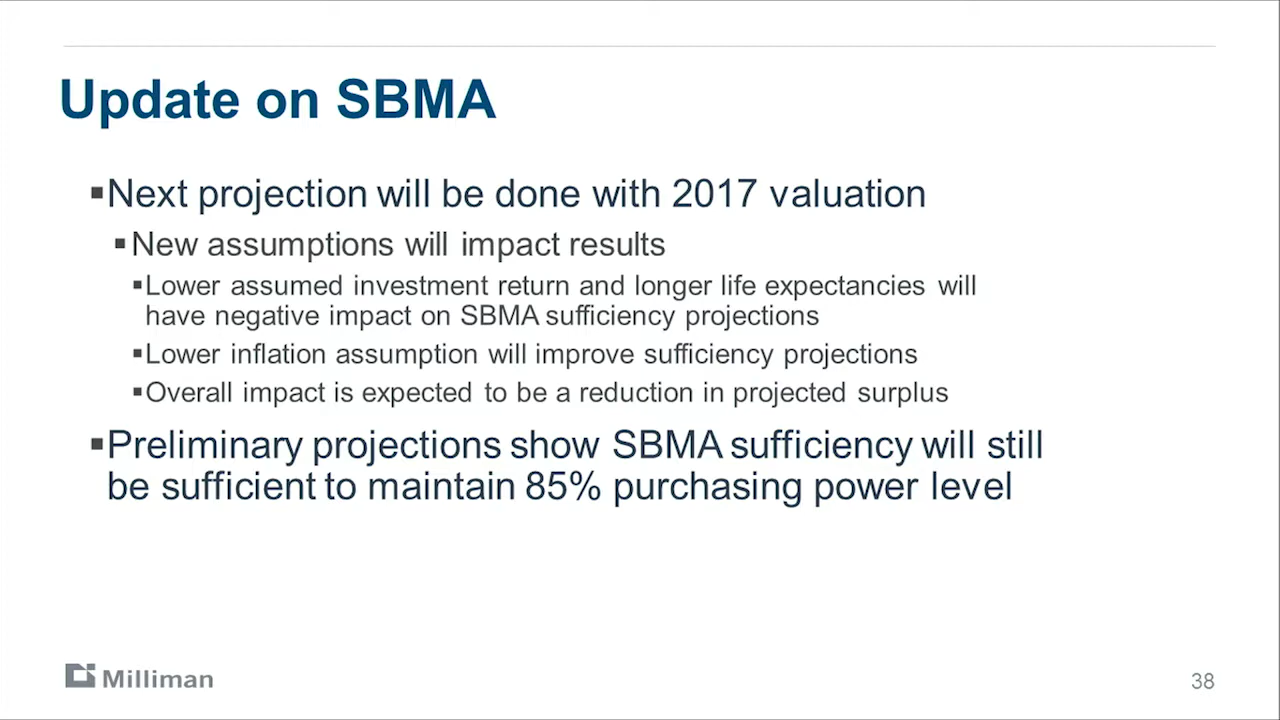 Update on SBMA
▪Next projection will be done with 2017 valuation
▪New assumptions will impact results
▪Lower assumed investment return and longer life expectancies will
have negative impact on SBMA sufficiency projections
▪Lower inflation assumption will improve sufficiency projections
▪Overall impact is expected to be a reduction in projected surplus
▪Preliminary projections show SBMA sufficiency will still
be sufficient to maintain 85% purchasing power level
Milliman
38